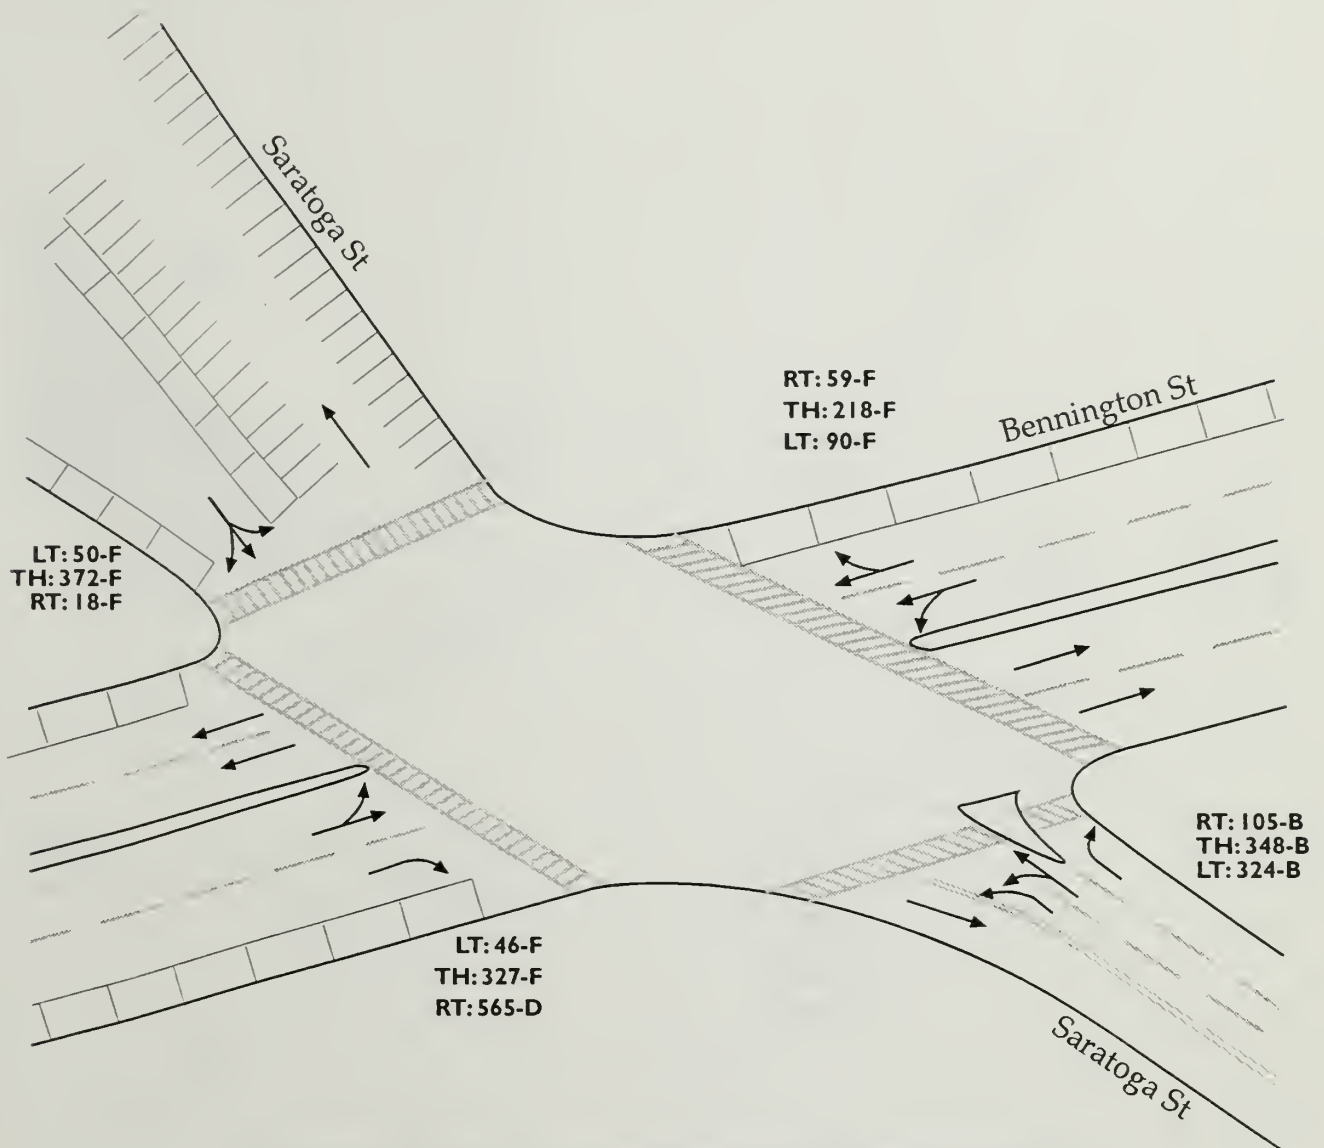 Saratoga St
RT: 59-F
TH: 218-F
LT: 90-F
Bennington St
LT: 50-F
TH: 372-F
RT: 18-F
RT: 105-B
TH: 348-B
LT: 324-B
LT: 46-F
TH: 327-F
RT: 565-D
Saratoga St